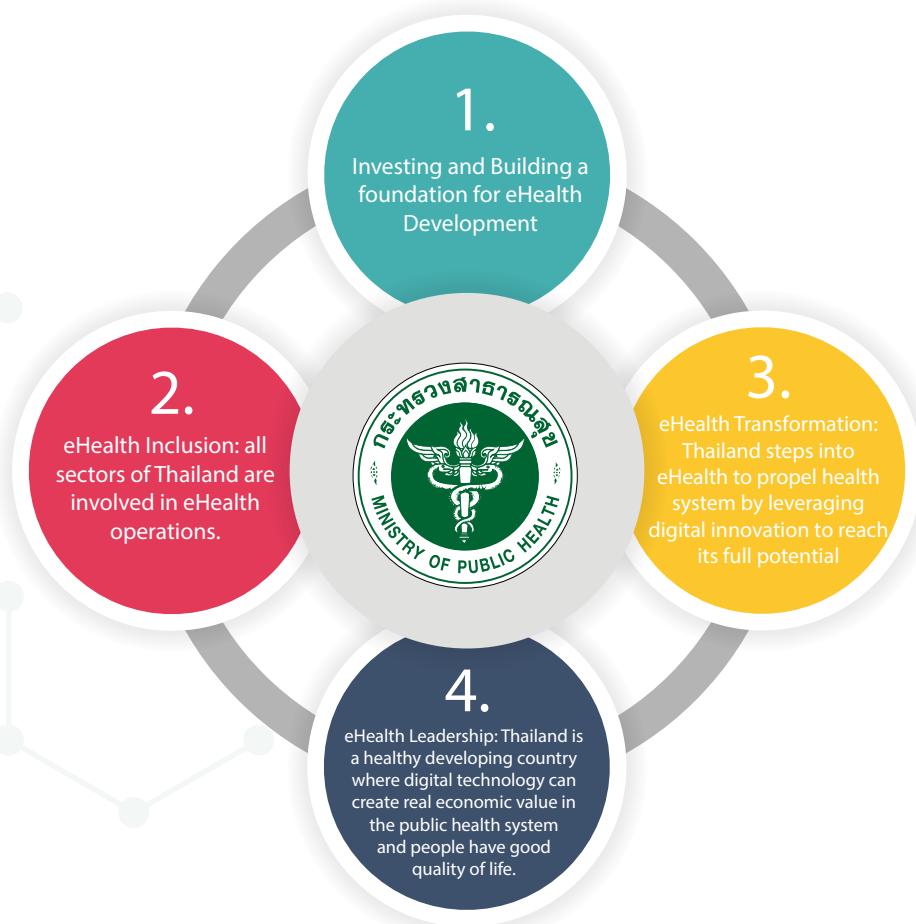 1.
Investing and Building a
foundation for eHealth
Development
2.
eHealth Inclusion: all
sectors of Thailand are
involved in eHealth
operations.
กระทรวงสาธารณสุข
MINISTRY OF PUBLIC HEALTH
3.
eHealth Transformation:
Thailand steps into
eHealth to propel health
system by leveraging
digital innovation to reach
its full potential
4.
eHealth Leadership: Thailand is
a healthy developing country
where digital technology can
create real economic value in
the public health system
and people have good
quality of life.